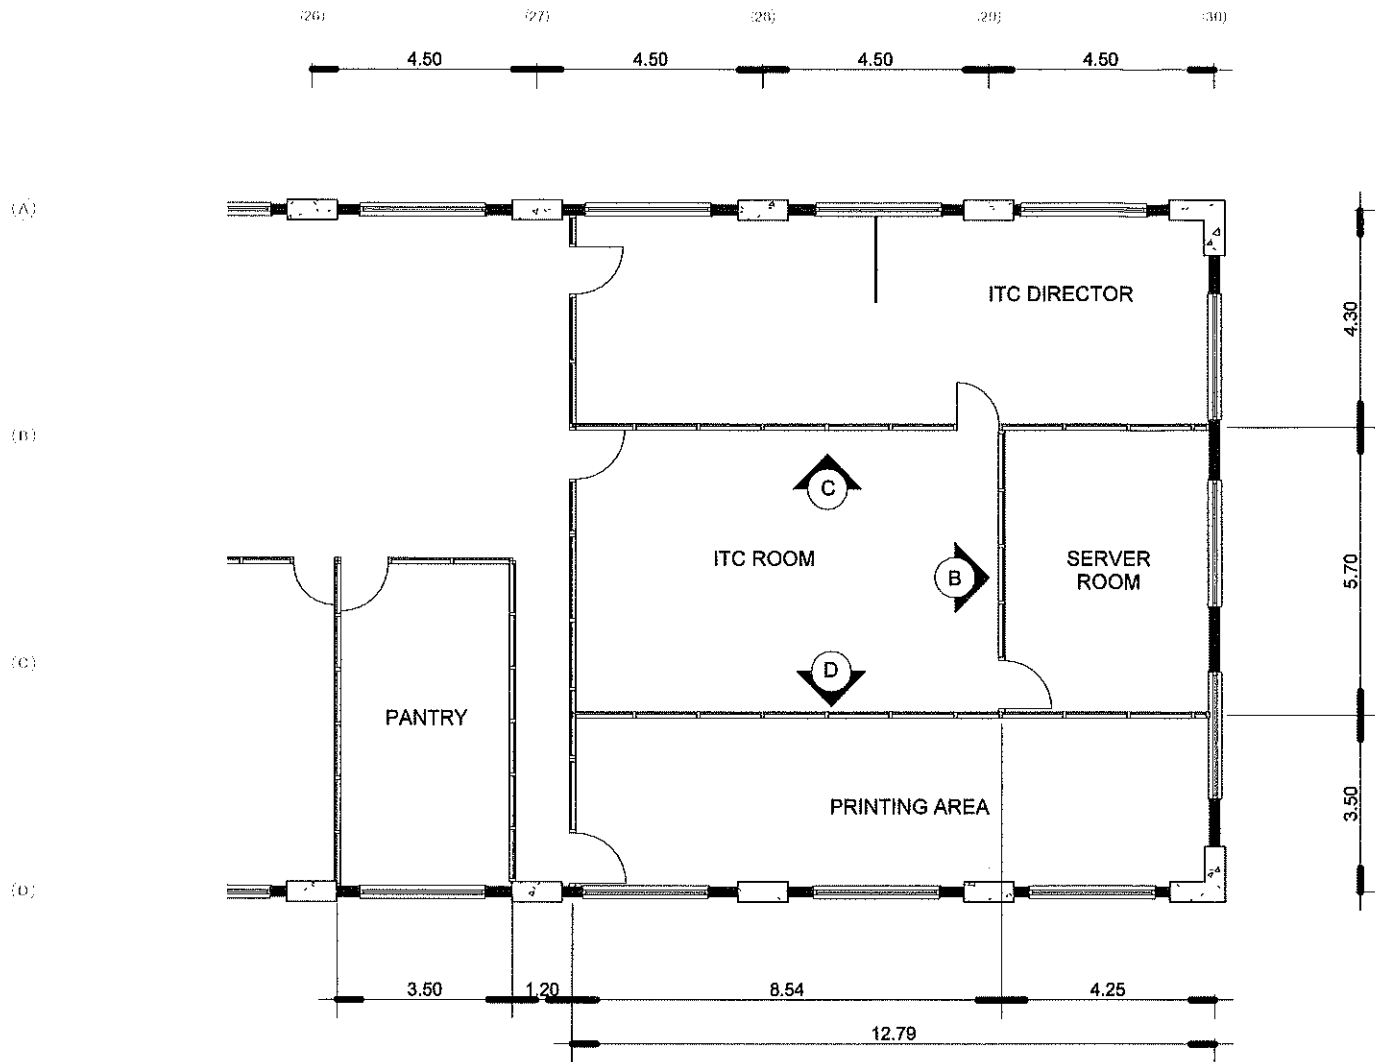 (26) (27) (28) (29) (30)
4.50 4.50 4.50 4.50
(A)
ITC DIRECTOR
4.30
(B)
C
ITC ROOM
B
SERVER
ROOM
5.70
(C)
D
PANTRY
PRINTING AREA
3.50
(D)
3.50 1.20 8.54 4.25
12.79